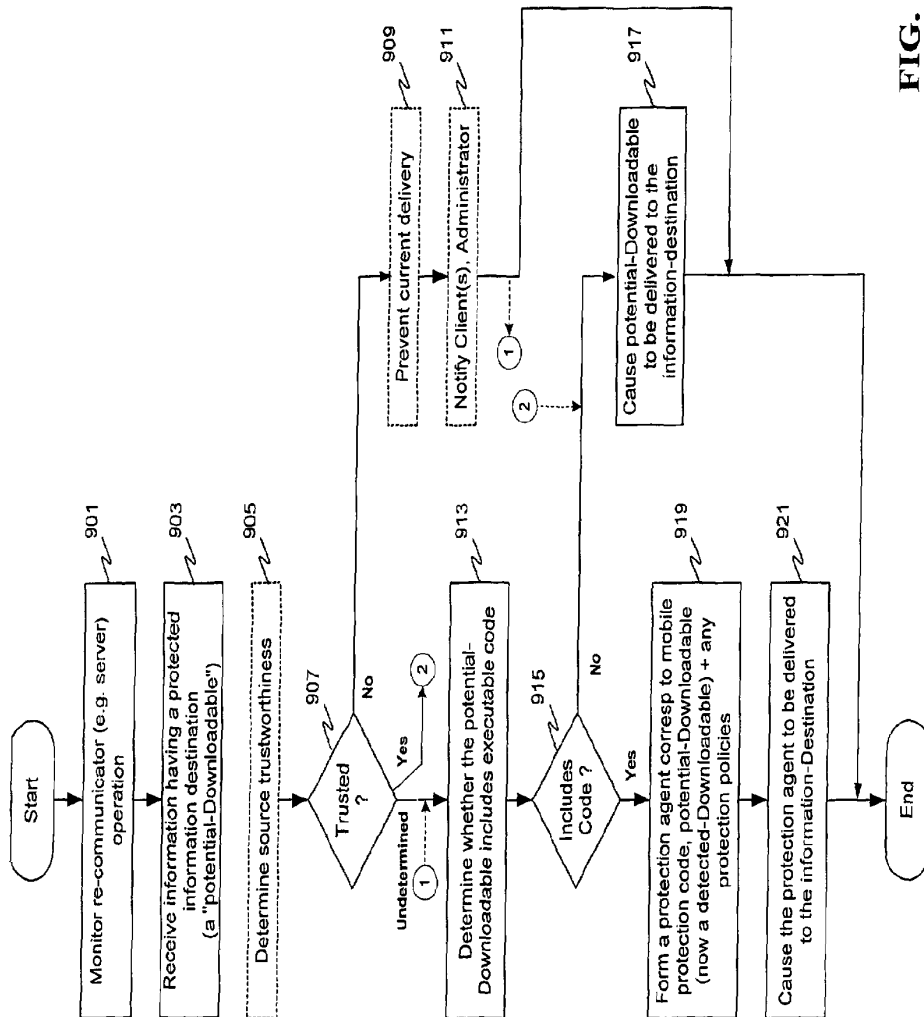 Start
901
Monitor re-communicator (e.g. server)
operation
903
Receive information having a protected
information destination
(a "potential-Downloadable")
905
Determine source trustworthiness
907
Trusted
?
No
Yes
2
Undetermined
1
909
Prevent current delivery
911
Notify Client(s), Administrator
1
913
Determine whether the potential-
Downloadable includes executable code
915
Includes
Code ?
No
Yes
2
917
Cause potential-Downloadable
to be delivered to the
information-destination
919
Form a protection agent corresp to mobile
protection code, potential-Downloadable
(now a detected-Downloadable) + any
protection policies
921
Cause the protection agent to be delivered
to the information-Destination
End
FIG.